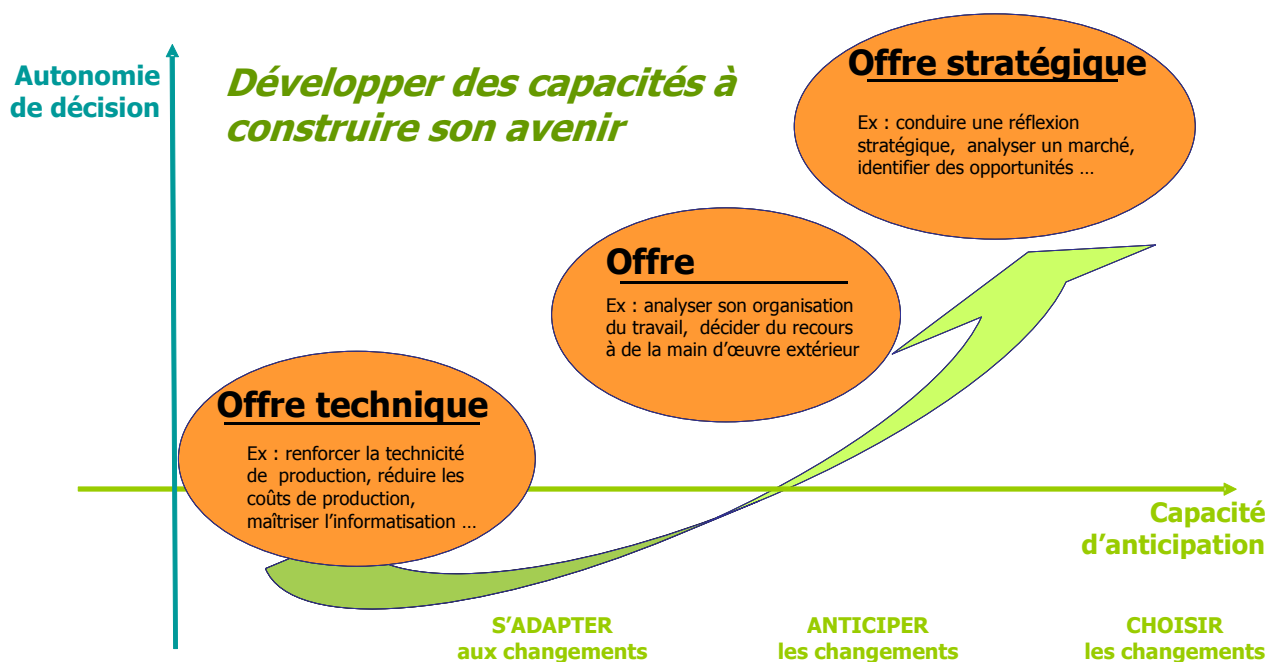 Autonomie
de décision
Développer des capacités à
construire son avenir
Offre stratégique
Ex : conduire une réflexion
stratégique, analyser un marché,
identifier des opportunités …
Offre
Ex : analyser son organisation
du travail, décider du recours
à de la main d’œuvre extérieur
Offre technique
Ex : renforcer la technicité
de production, réduire les
coûts de production,
maîtriser l’informatisation …
Capacité
d’anticipation
S’ADAPTER
aux changements
ANTICIPER
les changements
CHOISIR
les changements